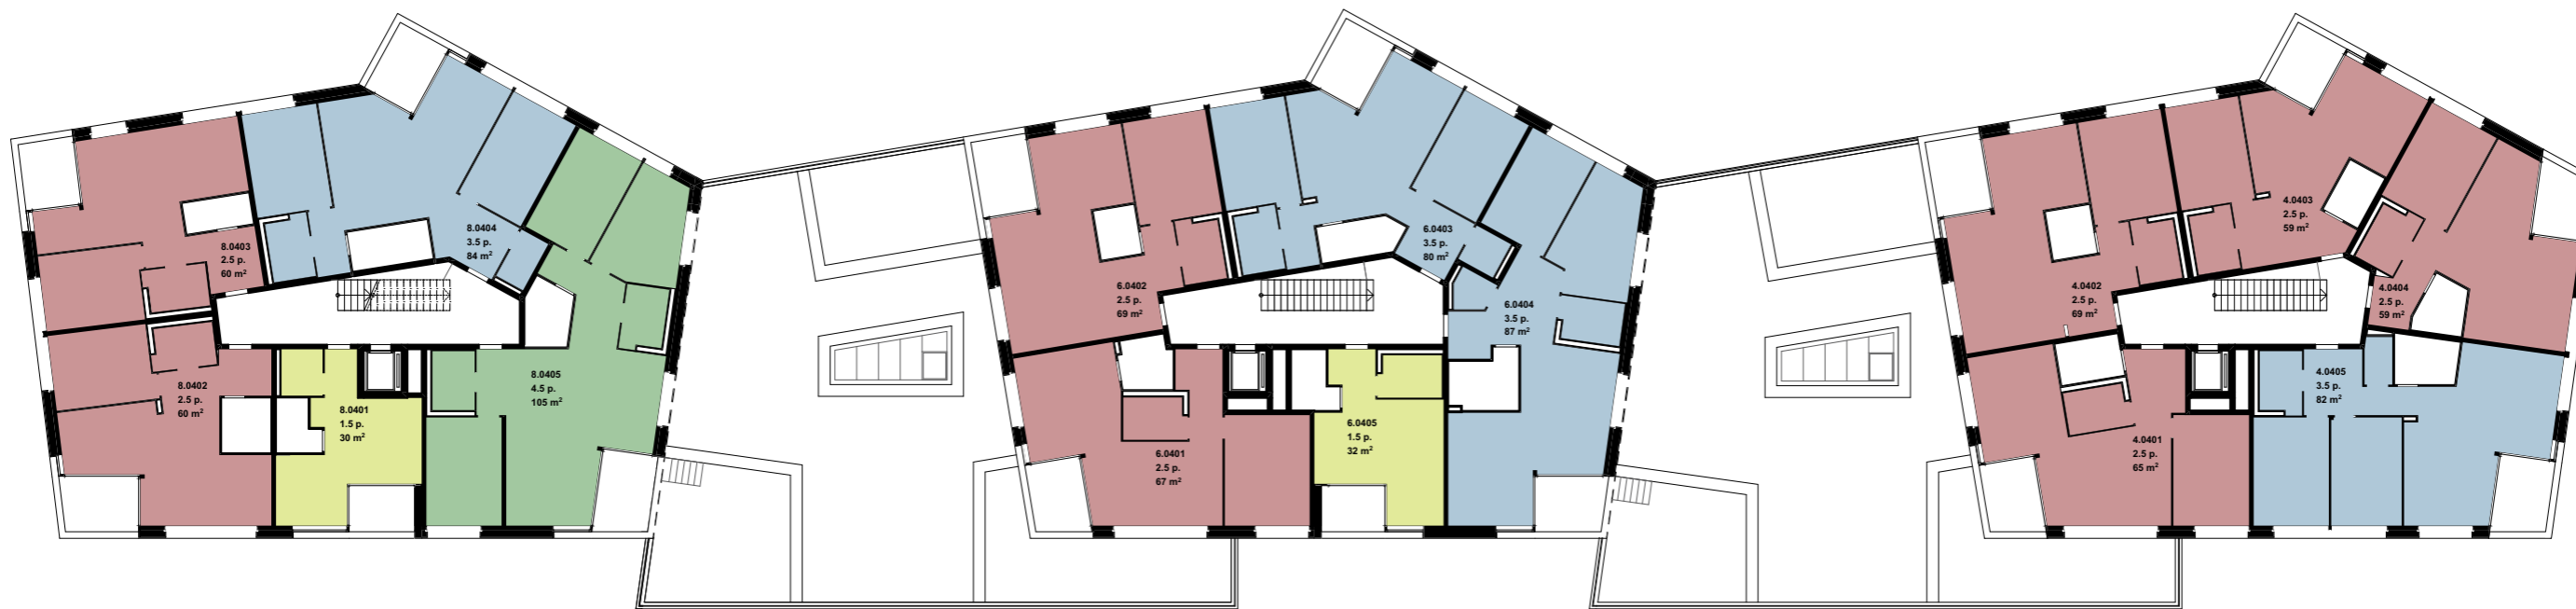 8.0403
2.5 p.
60 m²
8.0404
3.5 p.
84 m²
8.0402
2.5 p.
60 m²
8.0401
1.5 p.
30 m²
8.0405
4.5 p.
105 m²
6.0402
2.5 p.
69 m²
6.0403
3.5 p.
80 m²
6.0404
3.5 p.
87 m²
6.0401
2.5 p.
67 m²
6.0405
1.5 p.
32 m²
4.0402
2.5 p.
69 m²
4.0403
2.5 p.
59 m²
4.0404
2.5 p.
59 m²
4.0401
2.5 p.
65 m²
4.0405
3.5 p.
82 m²